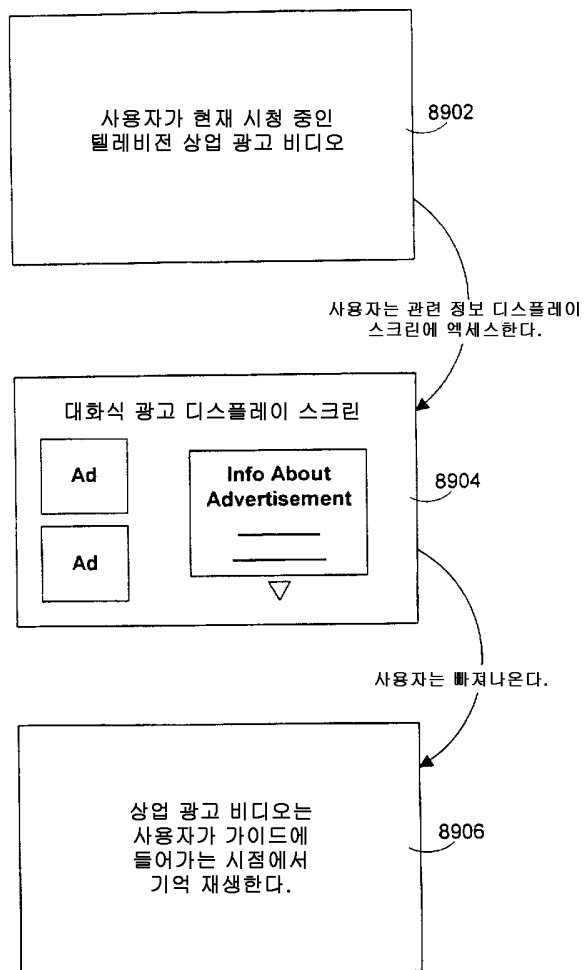 사용자가 현재 시청 중인
텔레비전 상업 광고 비디오
8902
사용자는 관련 정보 디스플레이
스크린에 엑세스한다.
대화식 광고 디스플레이 스크린
Ad
Info About
Advertisement
8904
Ad
사용자는 빠져나온다.
상업 광고 비디오는
사용자가 가이드에
들어가는 시점에서
기억 재생한다.
8906